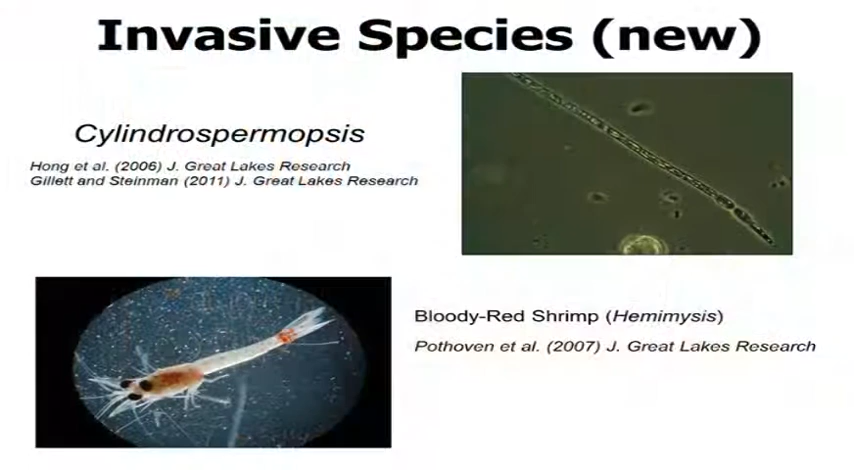 Invasive Species (new)
Cylindrospermopsis
Hong et al. (2006) J. Great Lakes Research
Gillett and Steinman (2011) J. Great Lakes Research
Bloody-Red Shrimp (Hemimysis)
Pothoven et al. (2007) J. Great Lakes Research